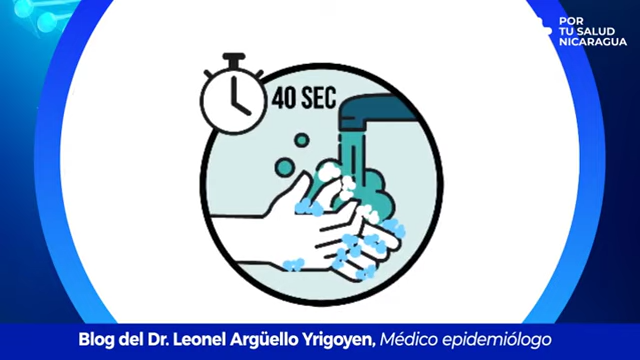 POR
TU SALUD
NICARAGUA
40 SEC
Blog del Dr. Leonel Argüello Yrigoyen, Médico epidemiólogo